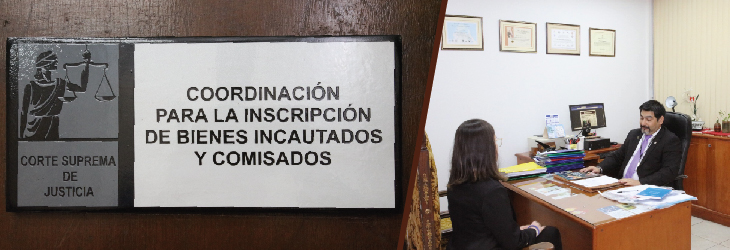 CORTE SUPREMA
DE
JUSTICIA
COORDINACIÓN
PARA LA INSCRIPCIÓN
DE BIENES INCAUTADOS
Y COMISADOS